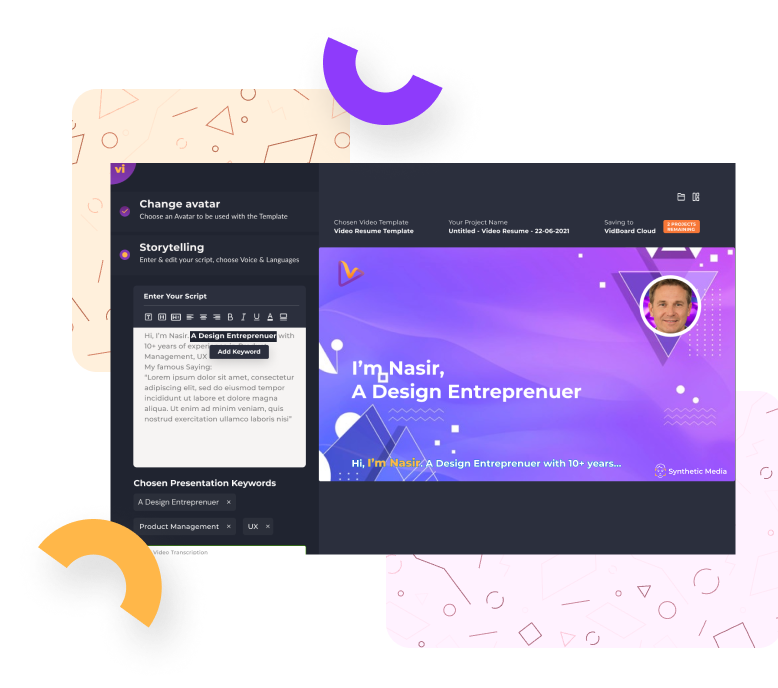 vi
Change avatar
Choose an Avatar to be used with the Template
Storytelling
Enter & edit your script, choose Voice & Languages
Enter Your Script
Hi, I'm Nasir, A Design Entreprenuer with
10+ years of
Management, UX
Add Keyword
My famous Saying:
"Lorem ipsum dolor sit amet, consectetur
adipiscing elit, sed do eiusmod tempor
incididunt ut labore et dolore magna
aliqua. Ut enim ad minim veniam, quis
nostrud exercitation ullamco laboris nisi"
Chosen Presentation Keywords
A Design Entreprenuer ×
Product Management × UX ×
Video Transcription
Chosen Video Template
Video Resume Template
Your Project Name
Untitled - Video Resume - 22-06-2021
Saving to
VidBoard Cloud
2 PROJECTS
REMAINING
I'm Nasir,
A Design Entreprenuer
Hi, I'm Nasir. A Design Entreprenuer with 10+ years...
Synthetic Media